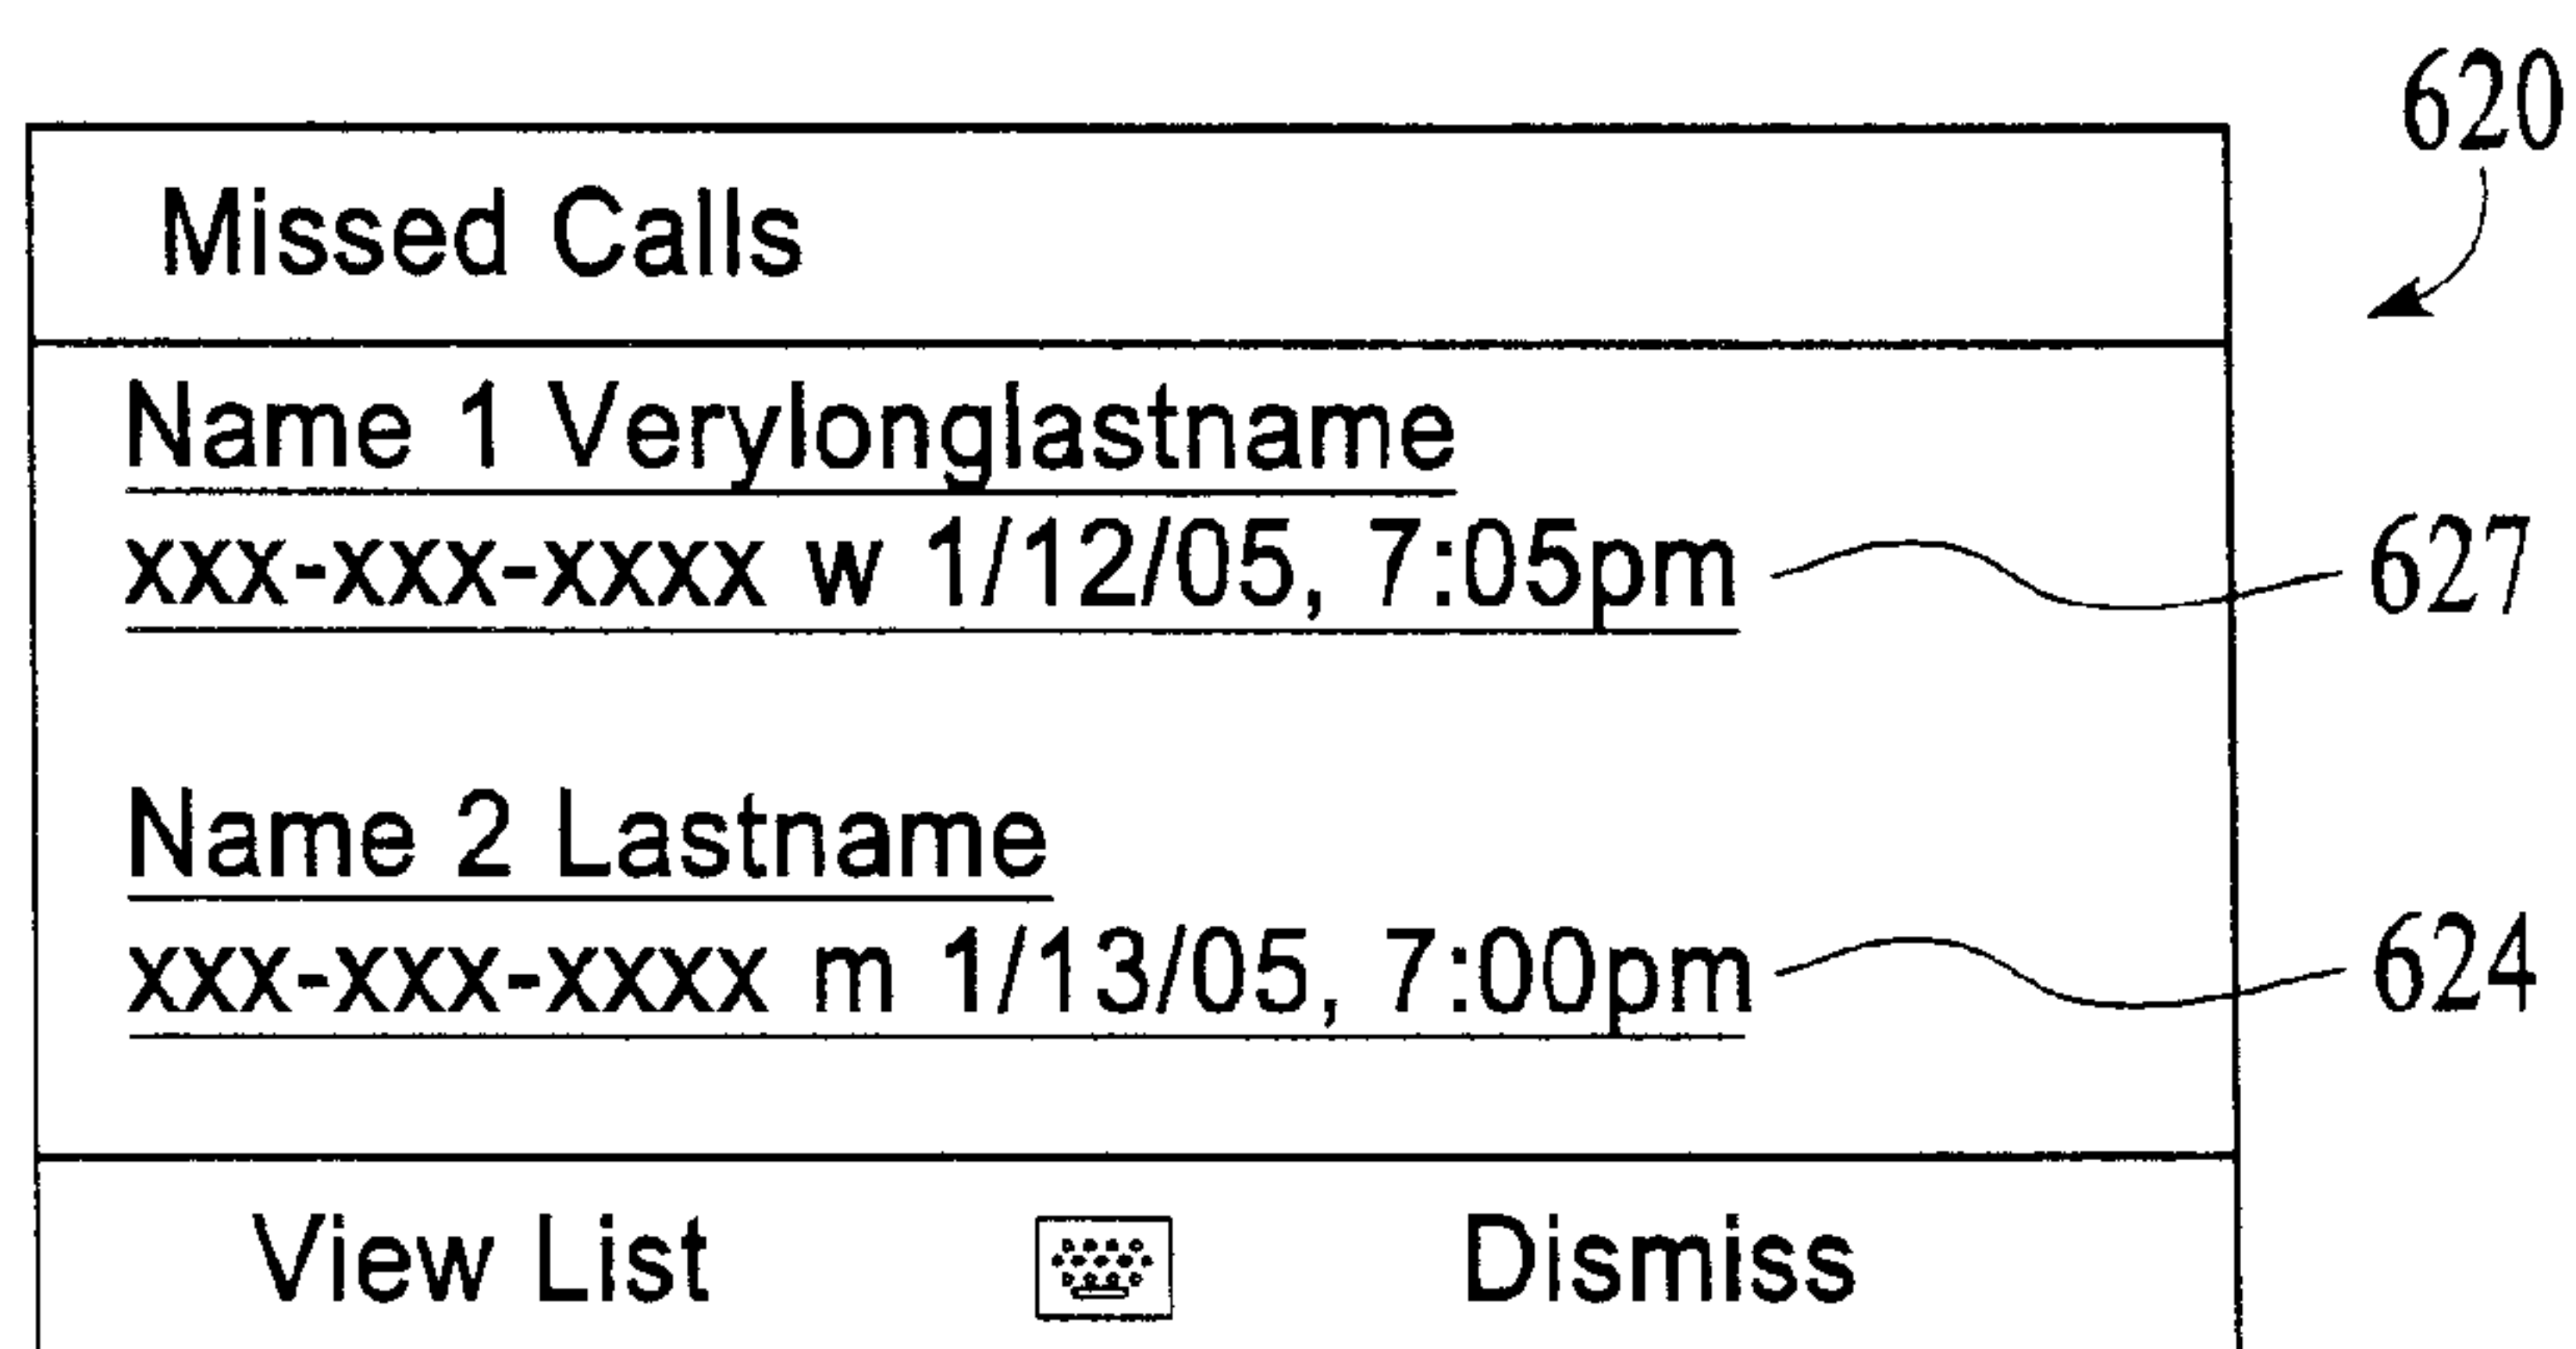 620
Missed Calls
Name 1 Verylonglastname
xxx-xxx-xxxx w 1/12/05, 7:05pm
627
Name 2 Lastname
xxx-xxx-xxxx m 1/13/05, 7:00pm
624
View List
Dismiss